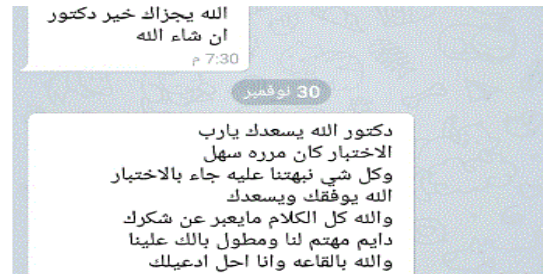 الله يجزاك خير دكتور
ان شاء الله
7:30 م
30 نوفمبر
دكتور الله يسعدك يارب
الاختبار كان مرره سهل
وكل شي نبهتنا عليه جاء بالاختبار
الله يوفقك ويسعدك
والله كل الكلام مايعبر عن شكرك
دايم مهتم لنا ومطول بالك علينا
والله بالقاعه وانا احل ادعيلك